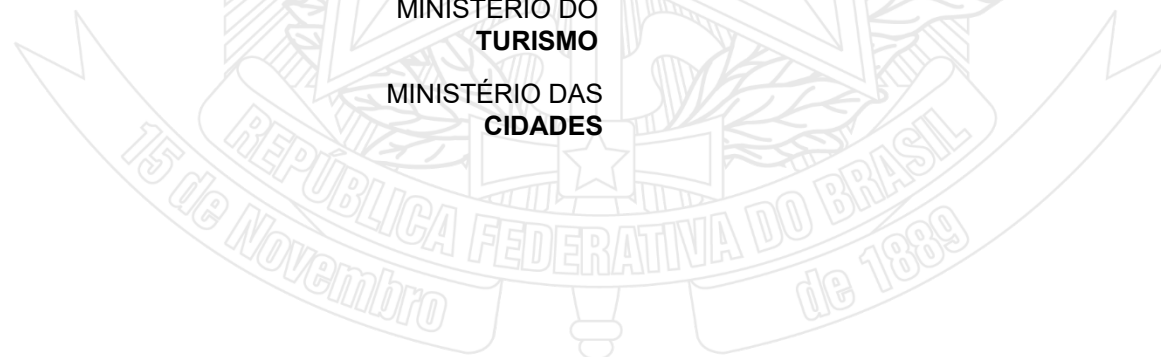 MINISTÉRIO DO
TURISMO
MINISTÉRIO DAS
CIDADES
REPÚBLICA FEDERATIVA DO BRASIL
15 de Novembro
de 1889